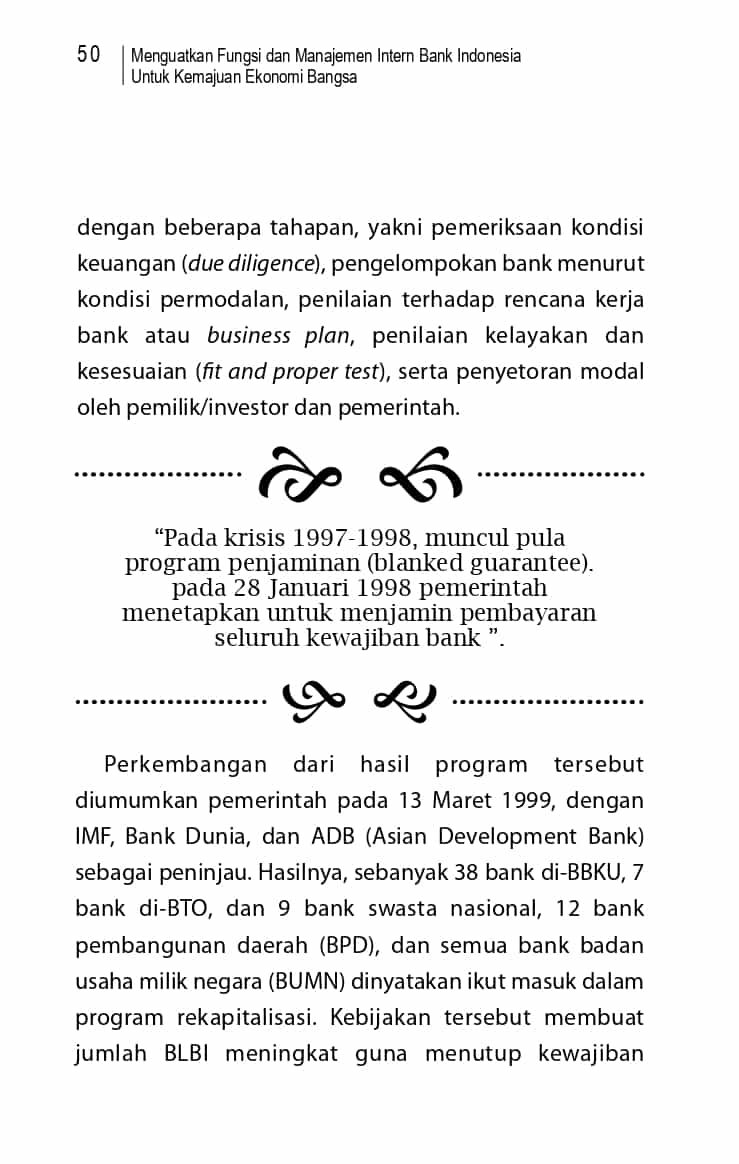 50
Menguatkan Fungsi dan Manajemen Intern Bank Indonesia
Untuk Kemajuan Ekonomi Bangsa
dengan beberapa tahapan, yakni pemeriksaan kondisi
keuangan (due diligence), pengelompokan bank menurut
kondisi permodalan, penilaian terhadap rencana kerja
bank atau business plan, penilaian kelayakan dan
kesesuaian (fit and proper test), serta penyetoran modal
oleh pemilik/investor dan pemerintah.
“Pada krisis 1997-1998, muncul pula
program penjaminan (blanked guarantee).
pada 28 Januari 1998 pemerintah
menetapkan untuk menjamin pembayaran
seluruh kewajiban bank ”.
Perkembangan dari hasil program tersebut
diumumkan pemerintah pada 13 Maret 1999, dengan
IMF, Bank Dunia, dan ADB (Asian Development Bank)
sebagai peninjau. Hasilnya, sebanyak 38 bank di-BBKU, 7
bank di-BTO, dan 9 bank swasta nasional, 12 bank
pembangunan daerah (BPD), dan semua bank badan
usaha milik negara (BUMN) dinyatakan ikut masuk dalam
program rekapitalisasi. Kebijakan tersebut membuat
jumlah BLBI meningkat guna menutup kewajiban